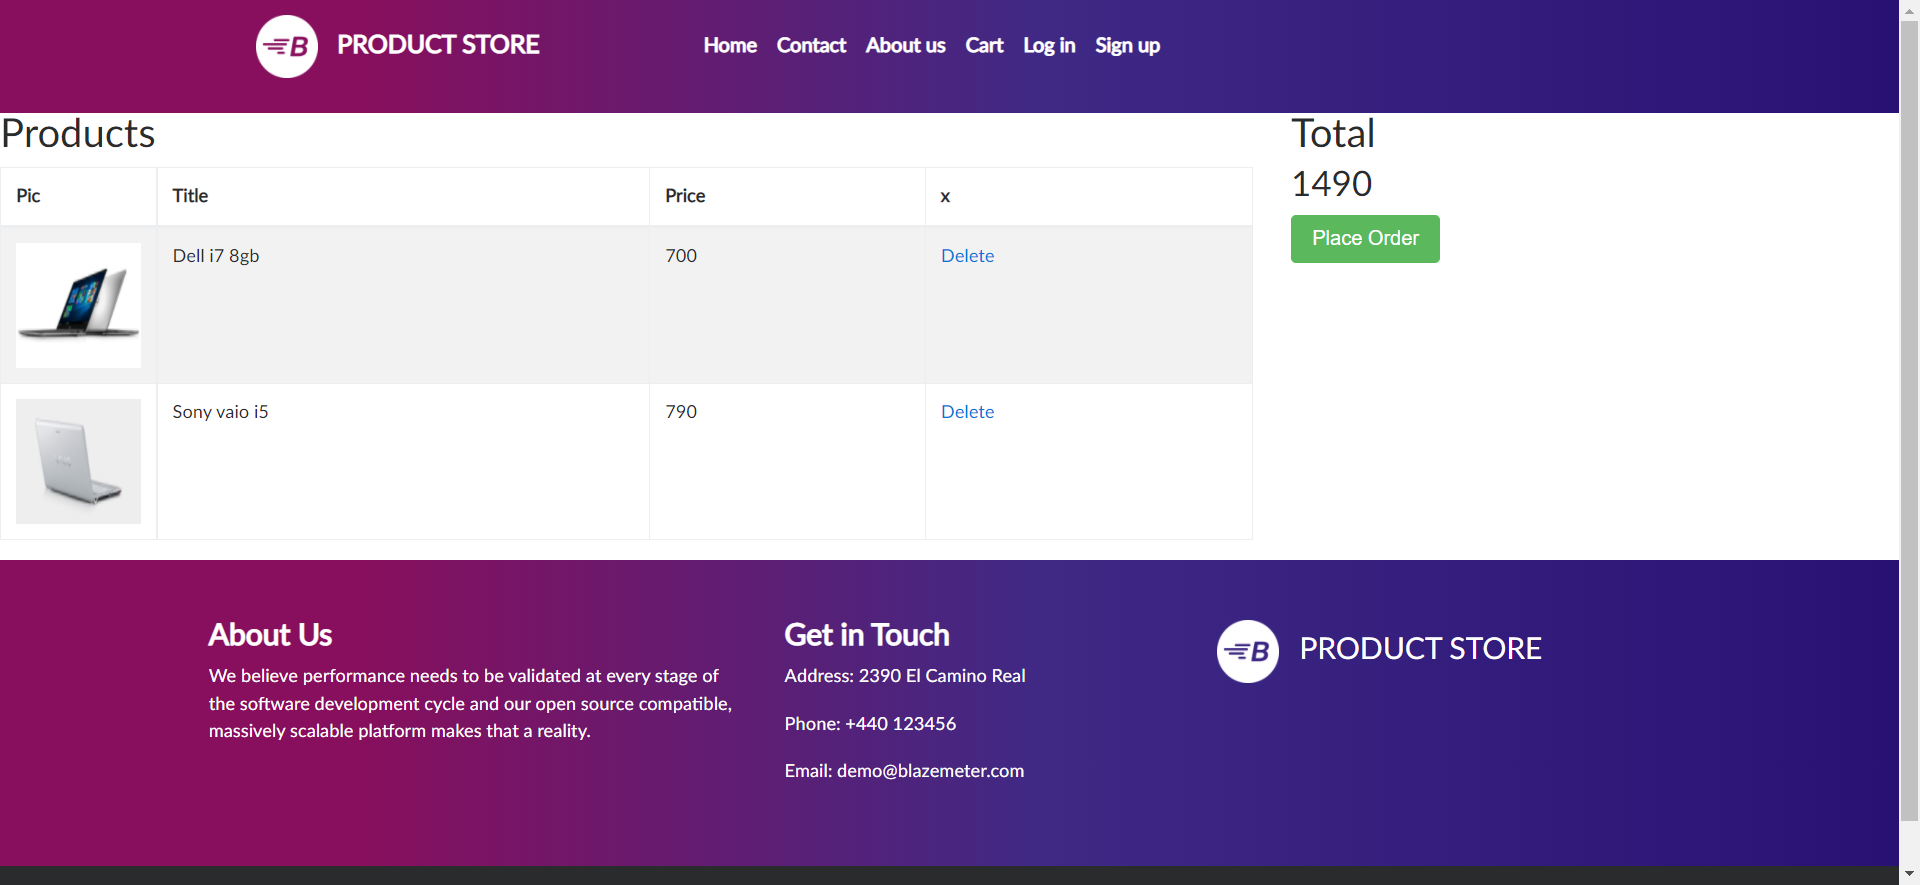 B PRODUCT STORE
Home Contact About us Cart Log in Sign up
Products
Pic Title Price x
Dell i7 8gb 700 Delete
Sony vaio i5 790 Delete
Total
1490
Place Order
About Us
We believe performance needs to be validated at every stage of
the software development cycle and our open source compatible,
massively scalable platform makes that a reality.
Get in Touch
Address: 2390 El Camino Real
Phone: +440 123456
Email: demo@blazemeter.com
B PRODUCT STORE